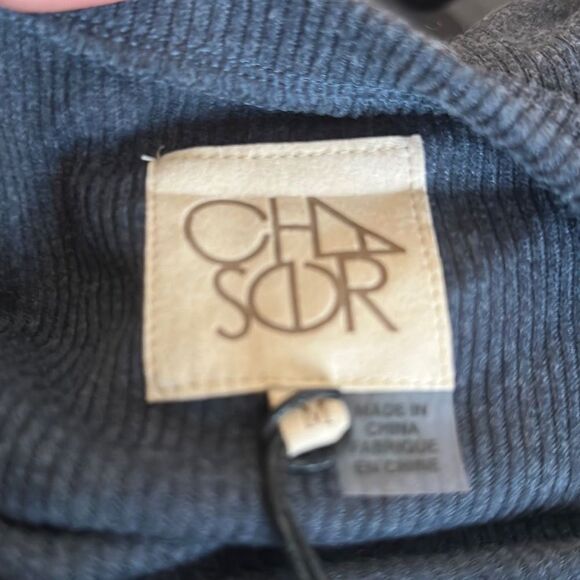 CHA
SER
M
MADE IN
CHINA
FABRIQUÉ
EN CHINE